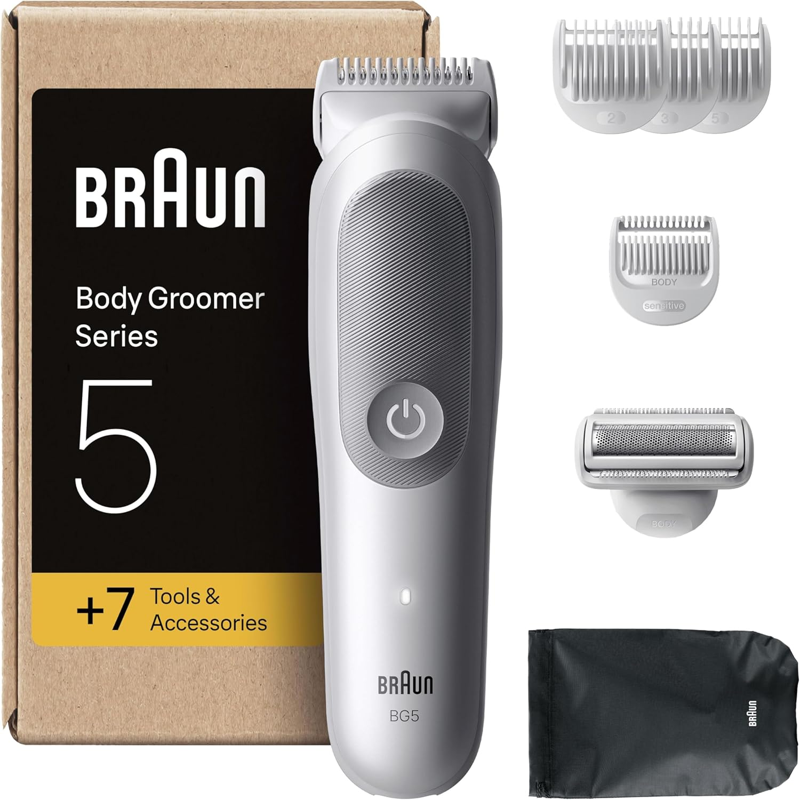 BRAUN
Body Groomer
Series
5
+7 Tools &
Accessories
BRAUN
BG5
2
3
5
BODY
sensitive
BODY
BRAUN